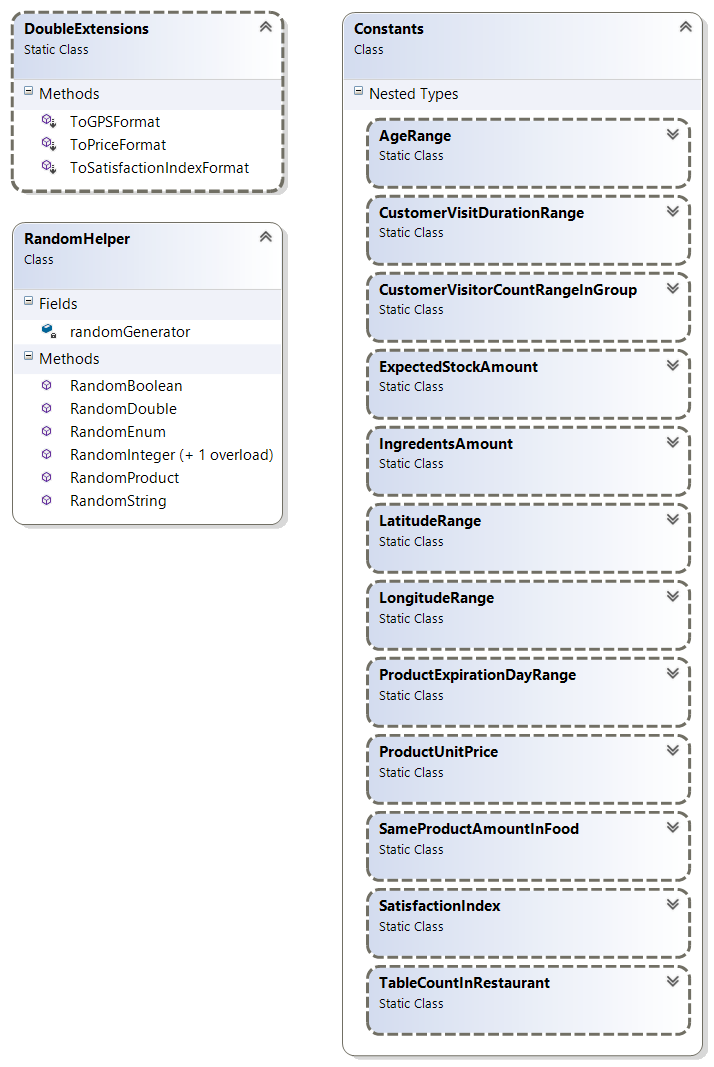 DoubleExtensions
Static Class
Methods
ToGPSFormat
ToPriceFormat
ToSatisfactionIndexFormat
RandomHelper
Class
Fields
randomGenerator
Methods
RandomBoolean
RandomDouble
RandomEnum
RandomInteger (+ 1 overload)
RandomProduct
RandomString
Constants
Class
Nested Types
AgeRange
Static Class
CustomerVisitDurationRange
Static Class
CustomerVisitorCountRangeInGroup
Static Class
ExpectedStockAmount
Static Class
IngredentsAmount
Static Class
LatitudeRange
Static Class
LongitudeRange
Static Class
ProductExpirationDayRange
Static Class
ProductUnitPrice
Static Class
SameProductAmountInFood
Static Class
SatisfactionIndex
Static Class
TableCountInRestaurant
Static Class